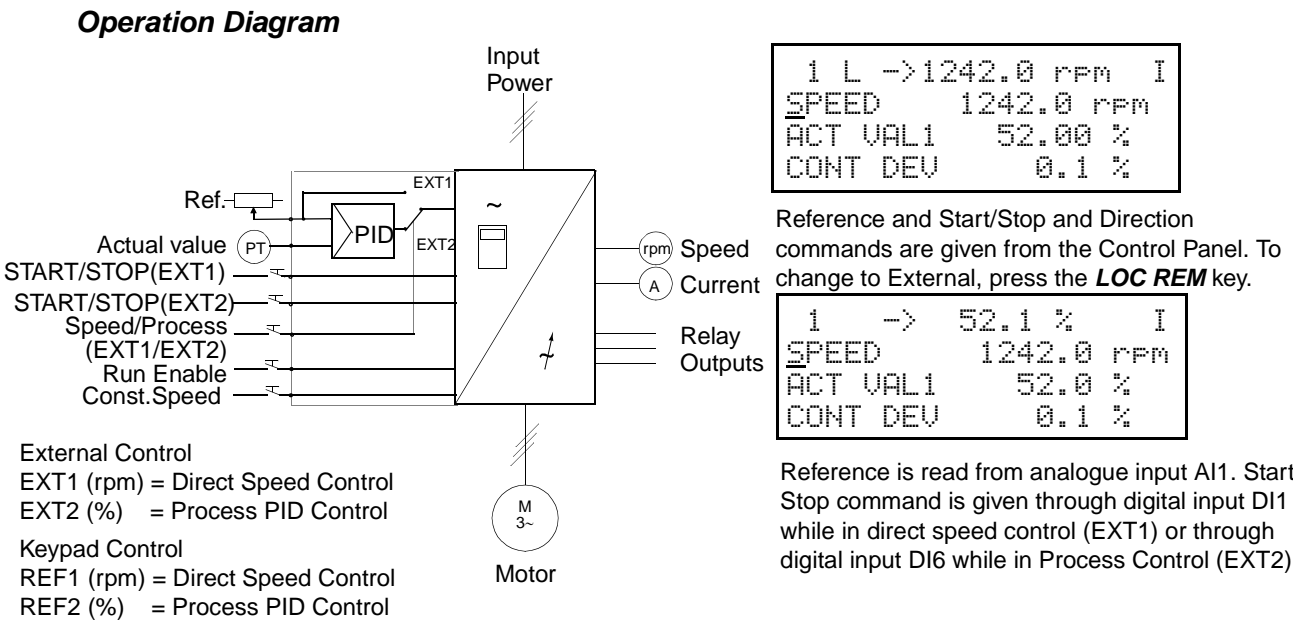 Operation Diagram
Input
Power
EXT1
Ref.
~
PID
Actual value
PT
EXT2
START/STOP(EXT1)
START/STOP(EXT2)
Speed/Process
(EXT1/EXT2)
Run Enable
Const.Speed
rpm
Speed
A
Current
Relay
Outputs
~
M
3~
Motor
External Control
EXT1 (rpm) = Direct Speed Control
EXT2 (%) = Process PID Control
Keypad Control
REF1 (rpm) = Direct Speed Control
REF2 (%) = Process PID Control
1 L ->1242.0 rpm I
SPEED 1242.0 rpm
ACT VAL1 52.00 %
CONT DEV 0.1 %
Reference and Start/Stop and Direction
commands are given from the Control Panel. To
change to External, press the LOC REM key.
1 -> 52.1 % I
SPEED 1242.0 rpm
ACT VAL1 52.0 %
CONT DEV 0.1 %
Reference is read from analogue input AI1. Start
Stop command is given through digital input DI1
while in direct speed control (EXT1) or through
digital input DI6 while in Process Control (EXT2)